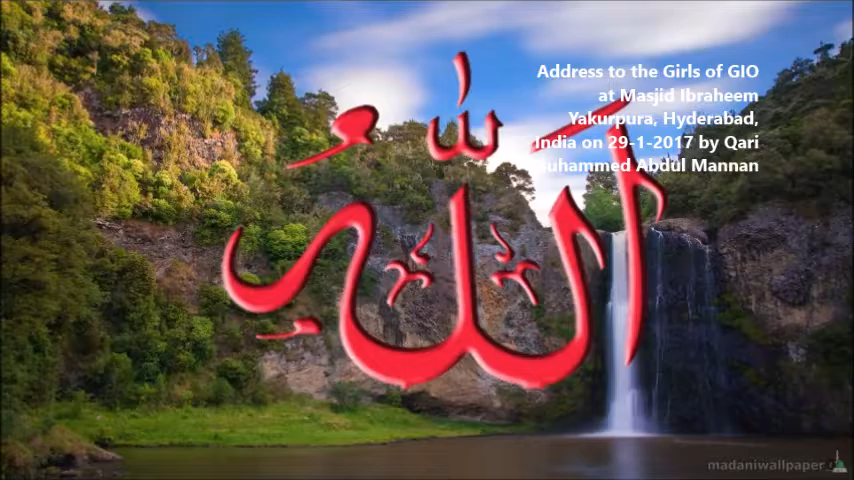 Address to the Girls of GIO
at Masjid Ibraheem
Yakurpura, Hyderabad,
India on 29-1-2017 by Qari
Muhammed Abdul Mannan
الله
madaniwallpaper